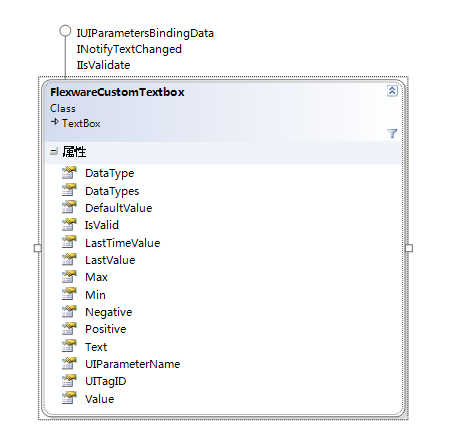 IUIParametersBindingData
INotifyTextChanged
IIsValidate
FlexwareCustomTextbox
Class
TextBox
属性
DataType
DataTypes
DefaultValue
IsValid
LastTimeValue
LastValue
Max
Min
Negative
Positive
Text
UIParameterName
UITagID
Value